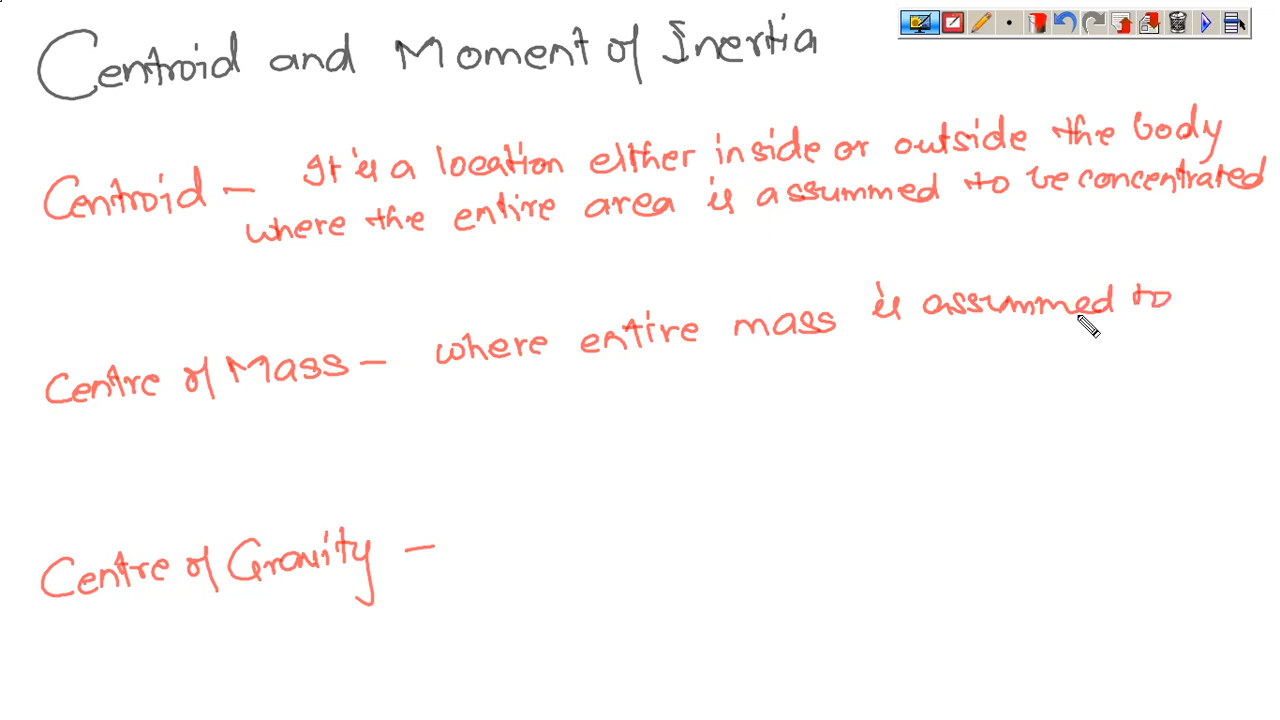 Centroid and Moment of Inertia
Centroid - It is a location either inside or outside the body
where the entire area is assummed to be concentrated
Centre of Mass - where entire mass is assummed to
Centre of Gravity -